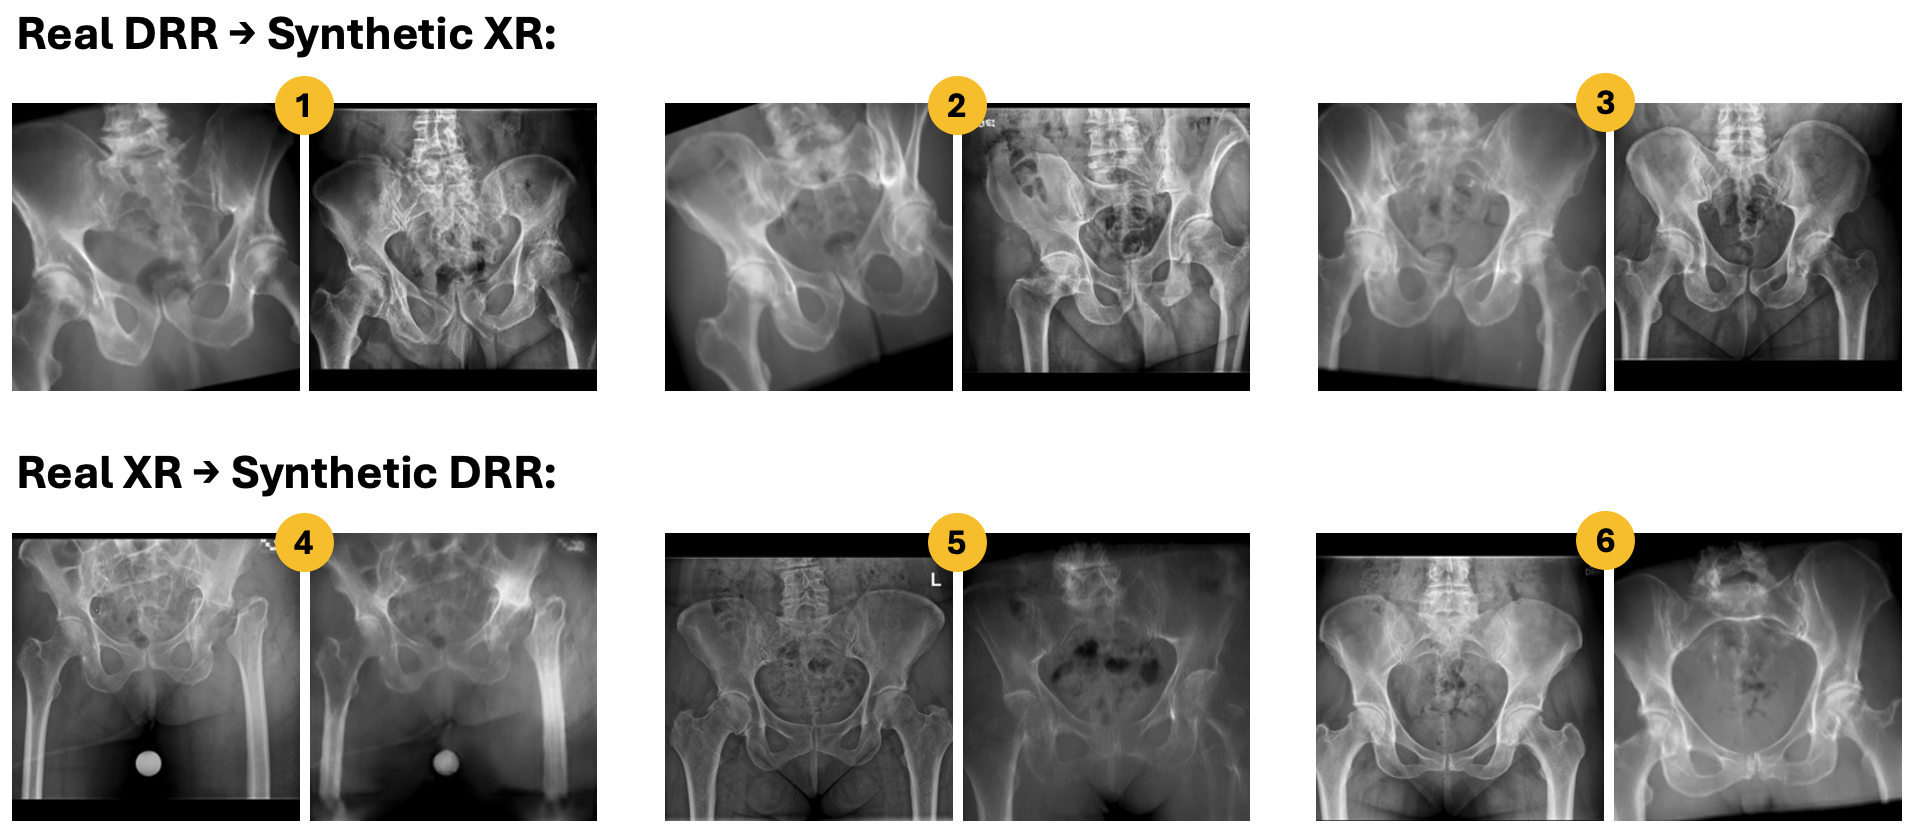 Real DRR → Synthetic XR:
1
2
3
Real XR → Synthetic DRR:
4
5
6
L